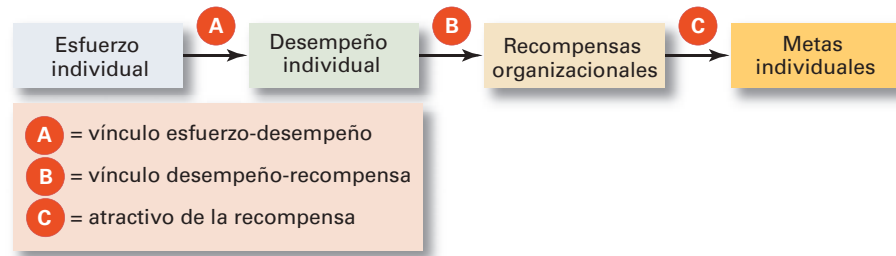 A
B
C
Esfuerzo
individual
Desempeño
individual
Recompensas
organizacionales
Metas
individuales
A = vínculo esfuerzo-desempeño
B = vínculo desempeño-recompensa
C = atractivo de la recompensa